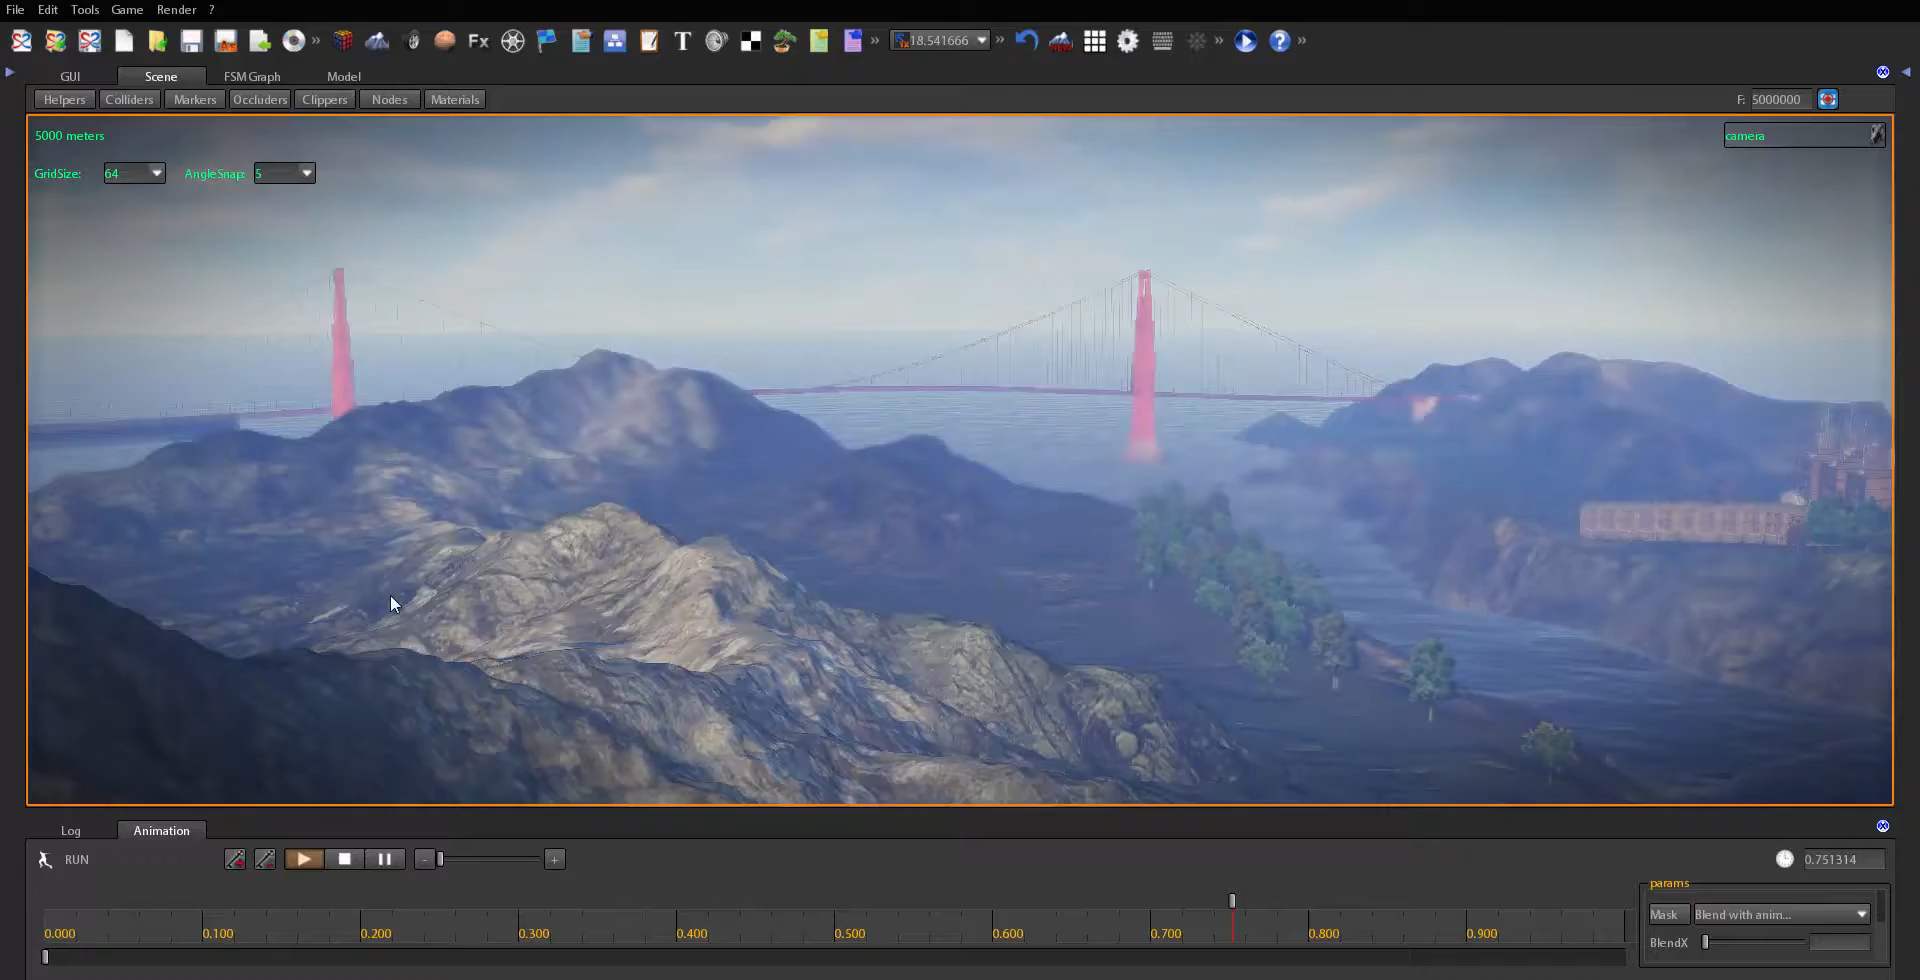 File Edit Tools Game Render ?
Fx T 18.541666
GUI Scene FSM Graph Model
Helpers Colliders Markers Occluders Clippers Nodes Materials F: 5000000
5000 meters camera
GridSize: 64 AngleSnap: 5
Log Animation
RUN - + 0.751314
params
Mask Blend with anim...
0.000 0.100 0.200 0.300 0.400 0.500 0.600 0.700 0.800 0.900
BlendX